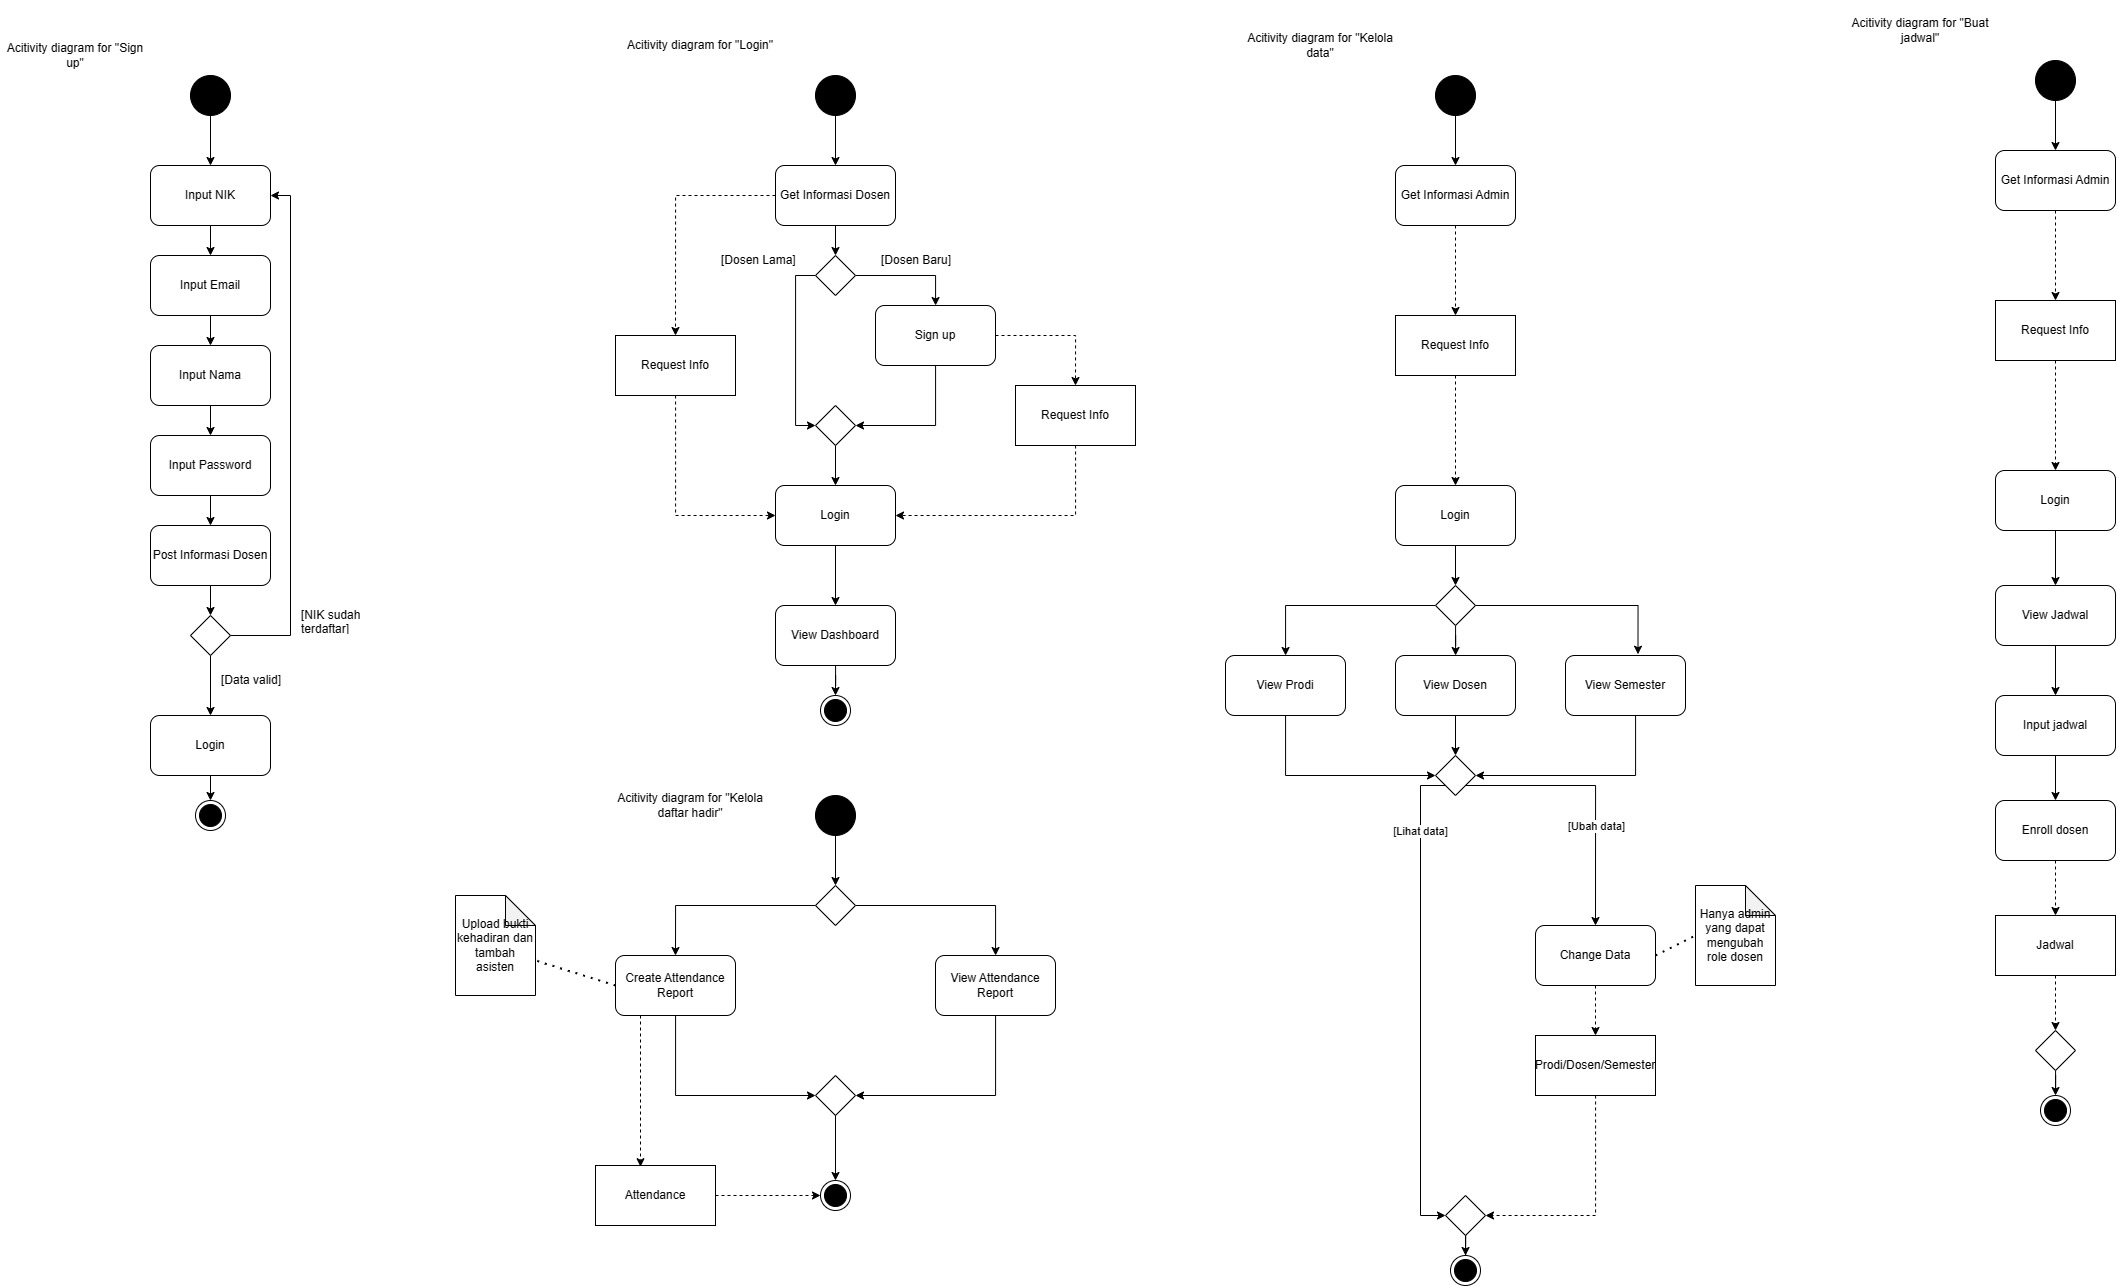 Acitivity diagram for "Sign
up"
Input NIK
Input Email
Input Nama
Input Password
Post Informasi Dosen
[NIK sudah
terdaftar]
[Data valid]
Login
Acitivity diagram for "Login"
Get Informasi Dosen
[Dosen Lama]
[Dosen Baru]
Sign up
Request Info
Request Info
Login
View Dashboard
Acitivity diagram for "Kelola
daftar hadir"
Upload bukti
kehadiran dan
tambah
asisten
Create Attendance
Report
View Attendance
Report
Attendance
Acitivity diagram for "Kelola
data"
Get Informasi Admin
Request Info
Login
View Prodi
View Dosen
View Semester
[Lihat data]
[Ubah data]
Hanya admin
yang dapat
mengubah
role dosen
Change Data
Prodi/Dosen/Semester
Acitivity diagram for "Buat
jadwal"
Get Informasi Admin
Request Info
Login
View Jadwal
Input jadwal
Enroll dosen
Jadwal